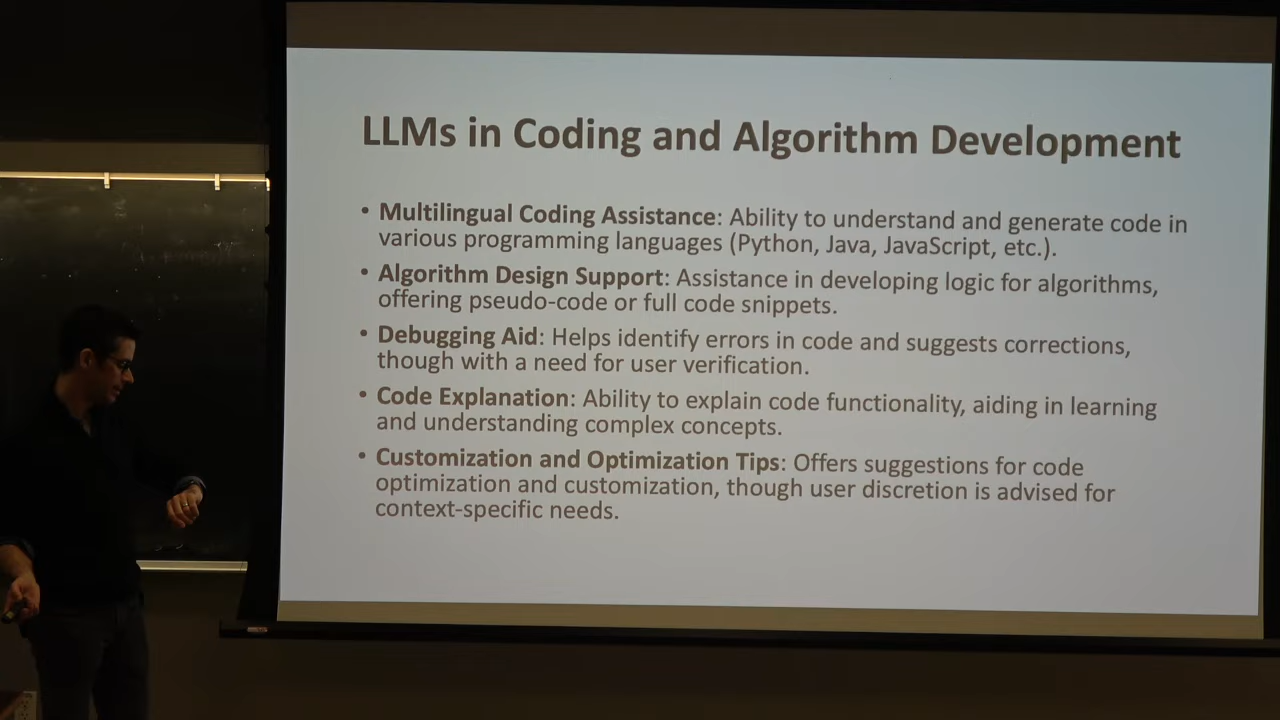 LLMs in Coding and Algorithm Development
• Multilingual Coding Assistance: Ability to understand and generate code in
various programming languages (Python, Java, JavaScript, etc.).
• Algorithm Design Support: Assistance in developing logic for algorithms,
offering pseudo-code or full code snippets.
• Debugging Aid: Helps identify errors in code and suggests corrections,
though with a need for user verification.
• Code Explanation: Ability to explain code functionality, aiding in learning
and understanding complex concepts.
• Customization and Optimization Tips: Offers suggestions for code
optimization and customization, though user discretion is advised for
context-specific needs.